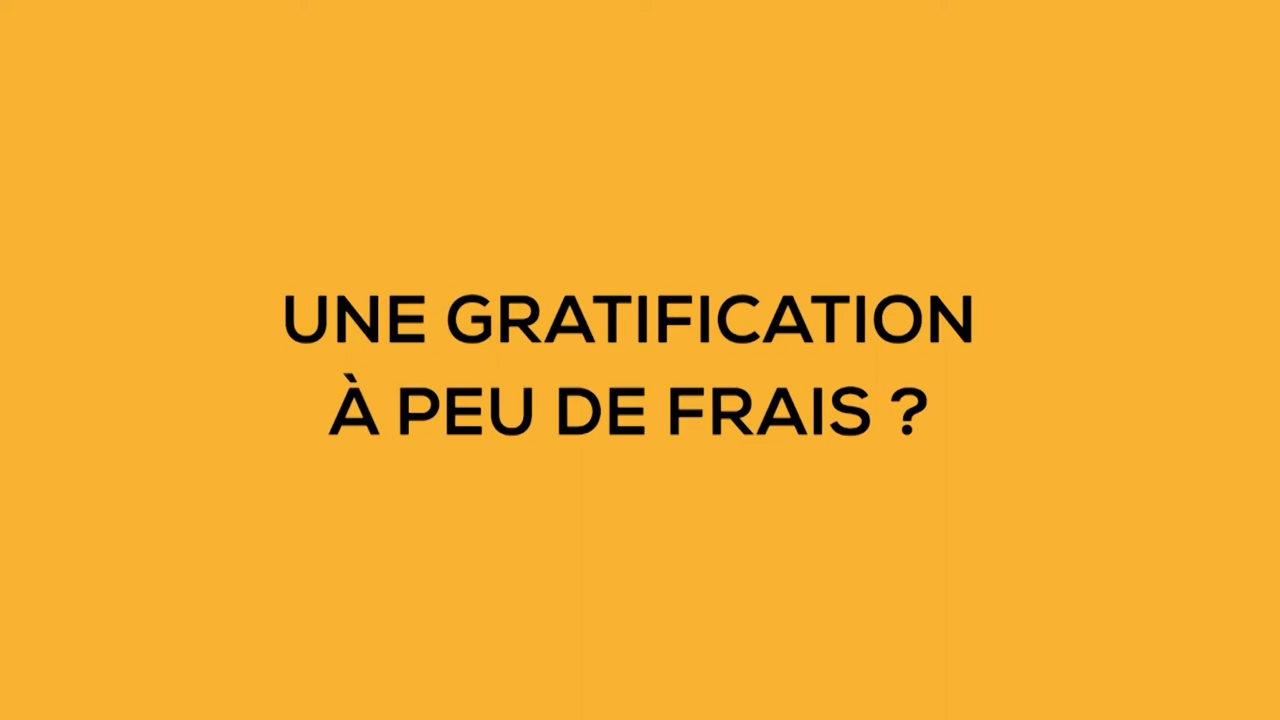 UNE GRATIFICATION
À PEU DE FRAIS ?